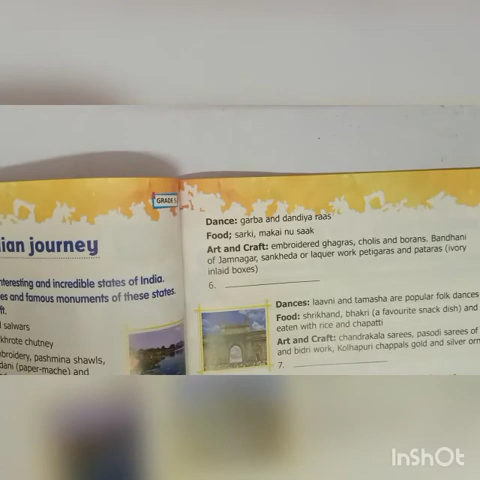 GRADE 5
ian journey
nteresting and incredible states of India.
es and famous monuments of these states.
ft.
salwars
khrote chutney
broidery, pashmina shawls,
dani (paper-mache) and
Dance: garba and dandiya raas
Food; sarki, makai nu saak
Art and Craft: embroidered ghagras, cholis and borans. Bandhani
of Jamnagar, sankheda or laquer work petigaras and pataras (ivory
inlaid boxes)
6.
Dances: laavni and tamasha are popular folk dances
Food: shrikhand, bhakri (a favourite snack dish) and
eaten with rice and chapatti
Art and Craft: chandrakala sarees, pasodi sarees of
and bidri work, Kolhapuri chappals gold and silver orn
7.
InShOt